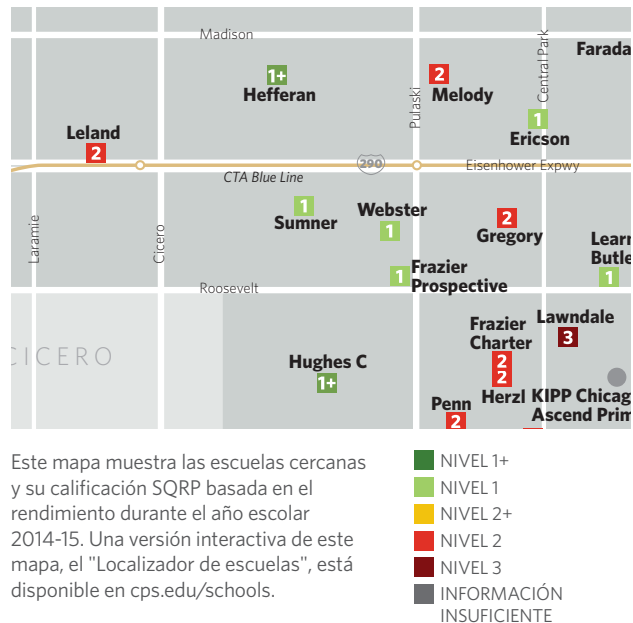 Madison
Central Park
Farada
1+
Hefferan
2
Melody
Pulaski
1
Ericson
Leland
2
290
Eisenhower Expwy
CTA Blue Line
Laramie
Cicero
1
Sumner
Webster
1
2
Gregory
Learn
Butle
1
1
Frazier
Prospective
Roosevelt
CICERO
Hughes C
1+
Frazier
Charter
2
2
Herzl
Lawndale
3
KIPP Chicag
Ascend Prim
Penn
2
Este mapa muestra las escuelas cercanas
y su calificación SQRP basada en el
rendimiento durante el año escolar
2014-15. Una versión interactiva de este
mapa, el "Localizador de escuelas", está
disponible en cps.edu/schools.
NIVEL 1+
NIVEL 1
NIVEL 2+
NIVEL 2
NIVEL 3
INFORMACIÓN
INSUFICIENTE